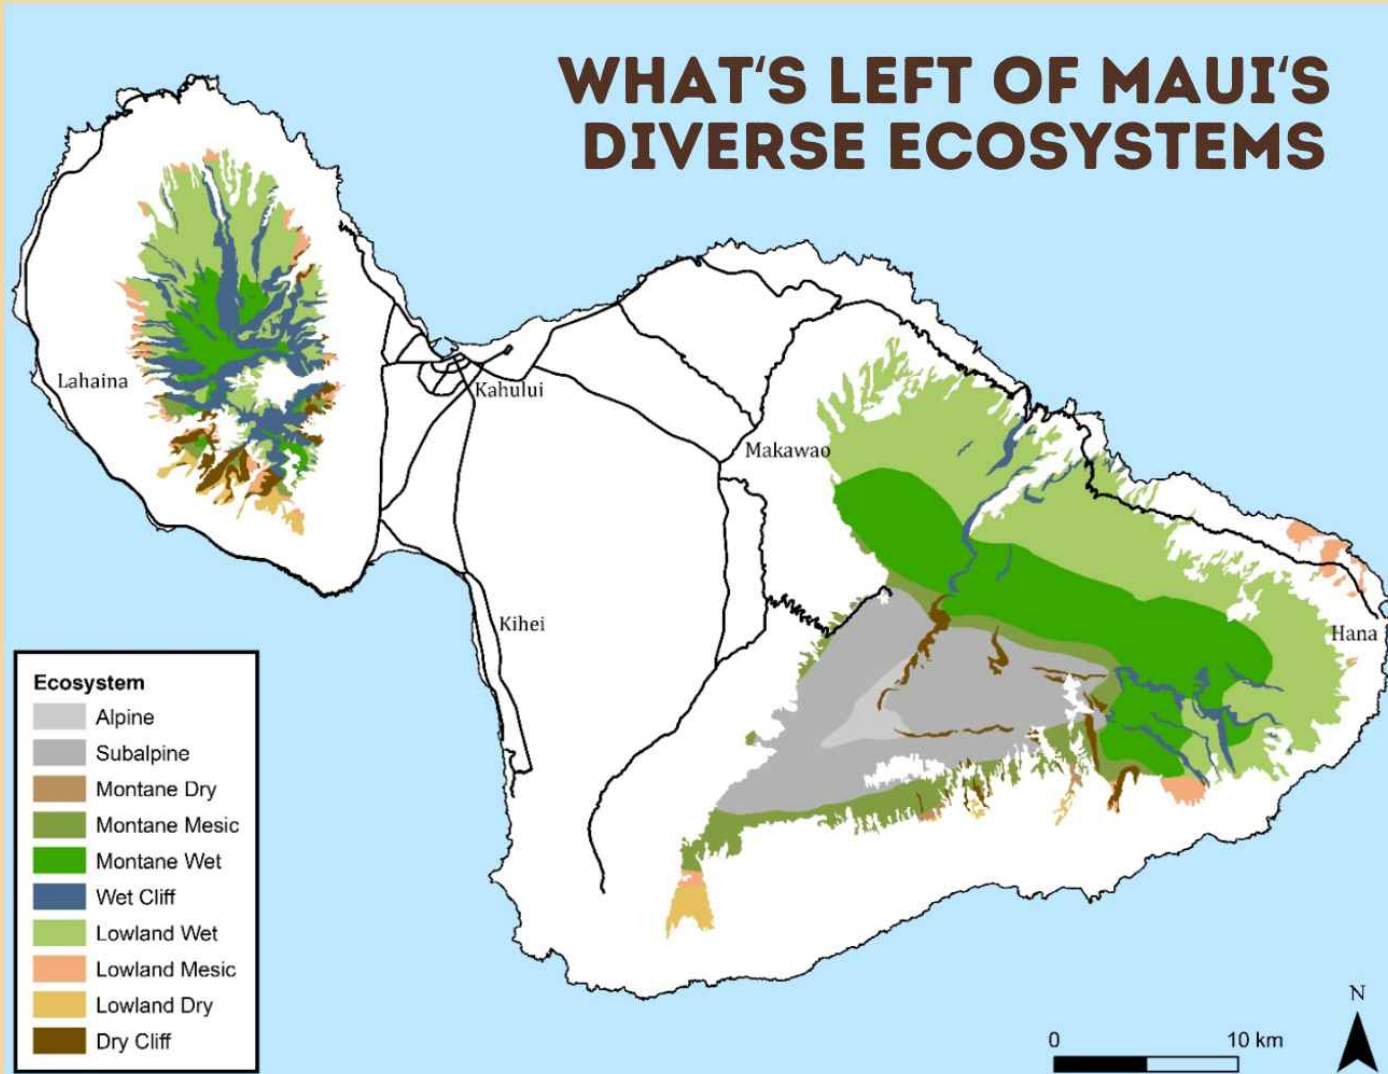 WHAT‘S LEFT OF MAUI‘S
DIVERSE ECOSYSTEMS
Lahaina
Kahului
Makawao
Kihei
Hana
Ecosystem
Alpine
Subalpine
Montane Dry
Montane Mesic
Montane Wet
Wet Cliff
Lowland Wet
Lowland Mesic
Lowland Dry
Dry Cliff
N
0 10 km